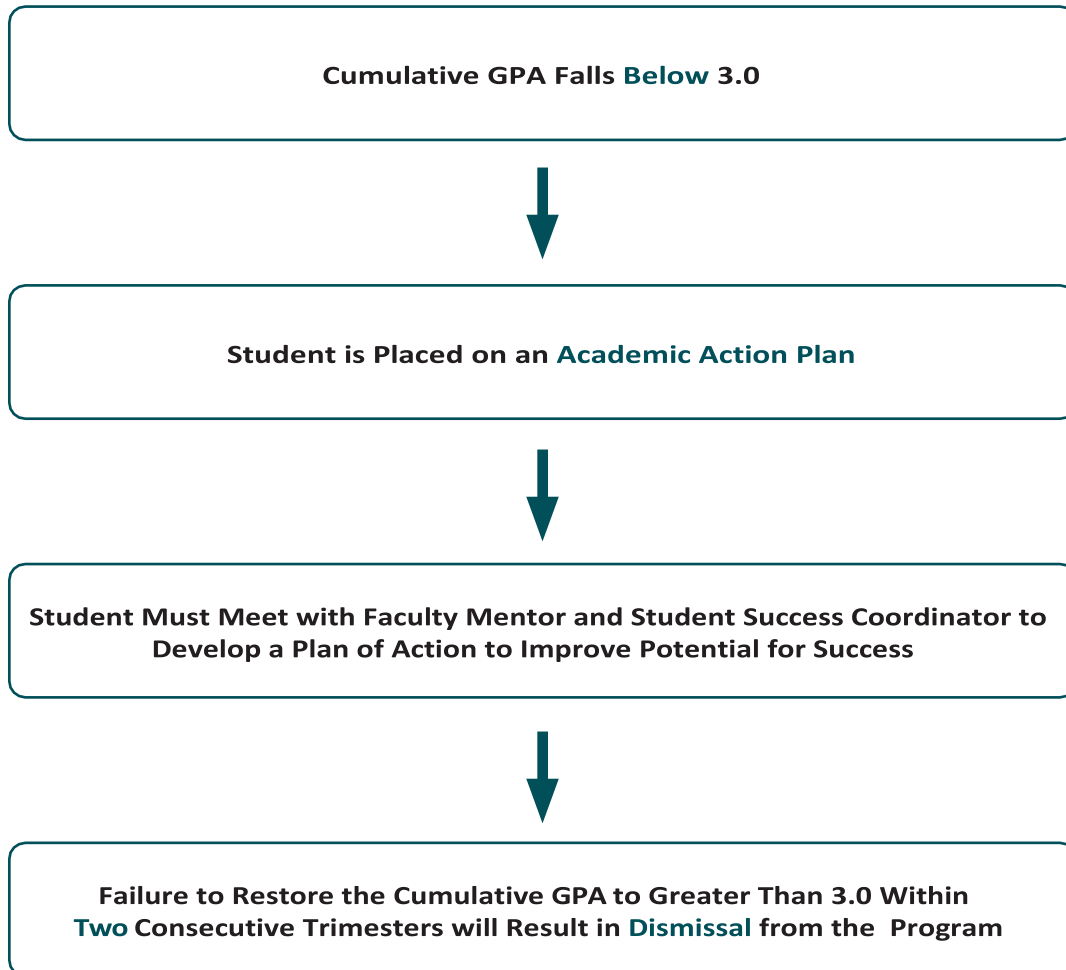 Cumulative GPA Falls Below 3.0
Student is Placed on an Academic Action Plan
Student Must Meet with Faculty Mentor and Student Success Coordinator to
Develop a Plan of Action to Improve Potential for Success
Failure to Restore the Cumulative GPA to Greater Than 3.0 Within
Two Consecutive Trimesters will Result in Dismissal from the Program